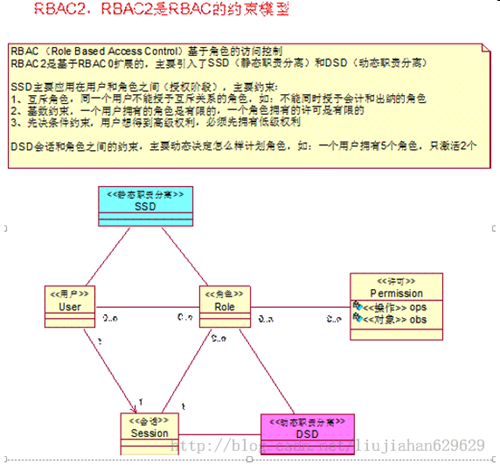 RBAC2，RBAC2是RBAC的约束模型
RBAC（Role Based Access Control）基于角色的访问控制
RBAC2是基于RBAC0扩展的，主要引入了SSD（静态职责分离）和DSD（动态职责分离）
SSD主要应用在用户和角色之间（授权阶段），主要约束：
1、互斥角色，同一个用户不能授予互斥关系的角色，如：不能同时授予会计和出纳的角色
2、基数约束，一个用户拥有的角色是有限的，一个角色拥有的许可是有限的
3、先决条件约束，用户想得到高级权利，必须先拥有低级权利
DSD会话和角色之间的约束，主要动态决定怎么样计划角色，如：一个用户拥有5个角色，只激活2个
<<静态职责分离>>
SSD
<<用户>>
User
<<角色>>
Role
<<许可>>
Permission
<<操作>> ops
<<对象>> obs
0..n
0..n
0..n
0..n
1
0..n
1
1
<<会话>>
Session
<<动态职责分离>>
DSD
http://blog.csdn.net/liujiahan629629